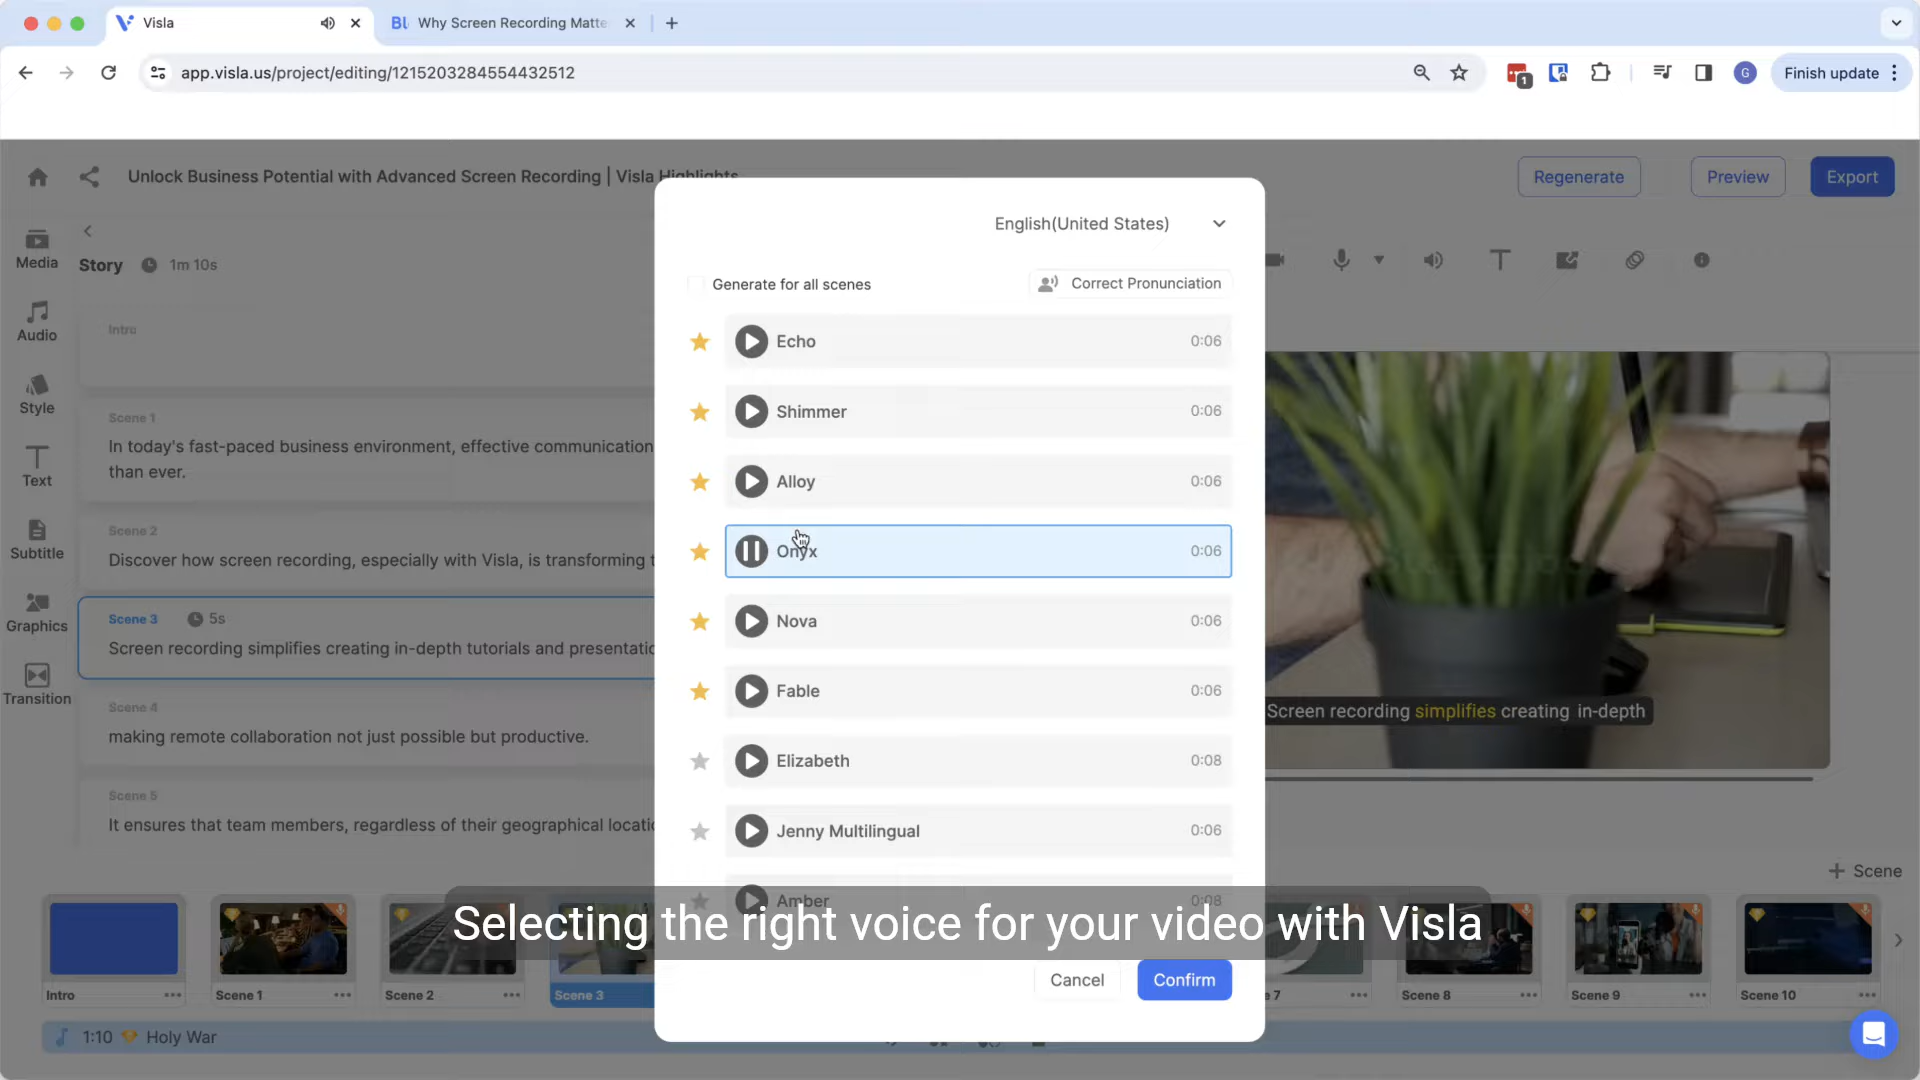 Visla
BL Why Screen Recording Matte
app.visla.us/project/editing/1215203284554432512
1
G
Finish update
Unlock Business Potential with Advanced Screen Recording | Visla Highlights
Regenerate
Preview
Export
English(United States)
Media
Audio
Style
Text
Subtitle
Graphics
Transition
Story
1m 10s
Intro
Scene 1
In today's fast-paced business environment, effective communication
than ever.
Scene 2
Discover how screen recording, especially with Visla, is transforming t
Scene 3
5s
Screen recording simplifies creating in-depth tutorials and presentatio
Scene 4
making remote collaboration not just possible but productive.
Scene 5
It ensures that team members, regardless of their geographical locatio
Generate for all scenes
Correct Pronunciation
Echo 0:06
Shimmer 0:06
Alloy 0:06
Onyx 0:06
Nova 0:06
Fable 0:06
Elizabeth 0:08
Jenny Multilingual 0:06
Amber 0:08
Cancel
Confirm
Screen recording simplifies creating in-depth
+ Scene
Selecting the right voice for your video with Visla
Intro
Scene 1
Scene 2
Scene 3
e 7
Scene 8
Scene 9
Scene 10
1:10 Holy War